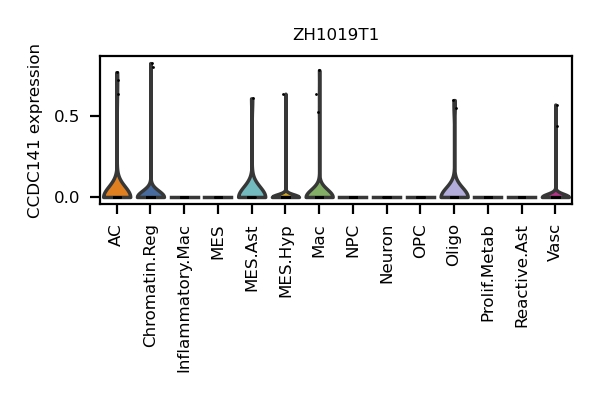 ZH1019T1
CCDC141 expression
0.5
0.0
AC
Chromatin.Reg
Inflammatory.Mac
MES
MES.Ast
MES.Hyp
Mac
NPC
Neuron
OPC
Oligo
Prolif.Metab
Reactive.Ast
Vasc